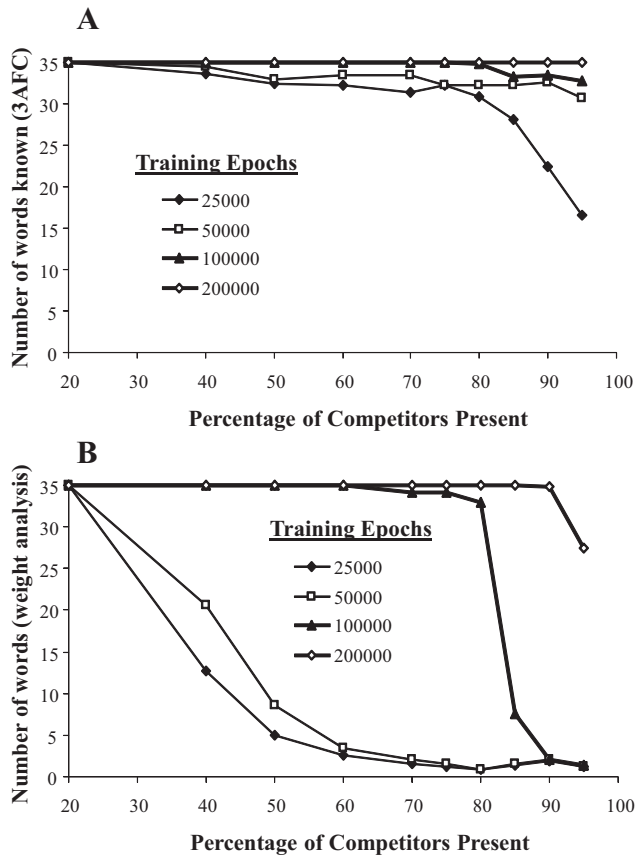 A
Number of words known (3AFC)
35
30
25
20
15
10
5
0
Training Epochs
25000
50000
100000
200000
20 30 40 50 60 70 80 90 100
Percentage of Competitors Present
B
Number of words (weight analysis)
35
30
25
20
15
10
5
0
Training Epochs
25000
50000
100000
200000
20 30 40 50 60 70 80 90 100
Percentage of Competitors Present